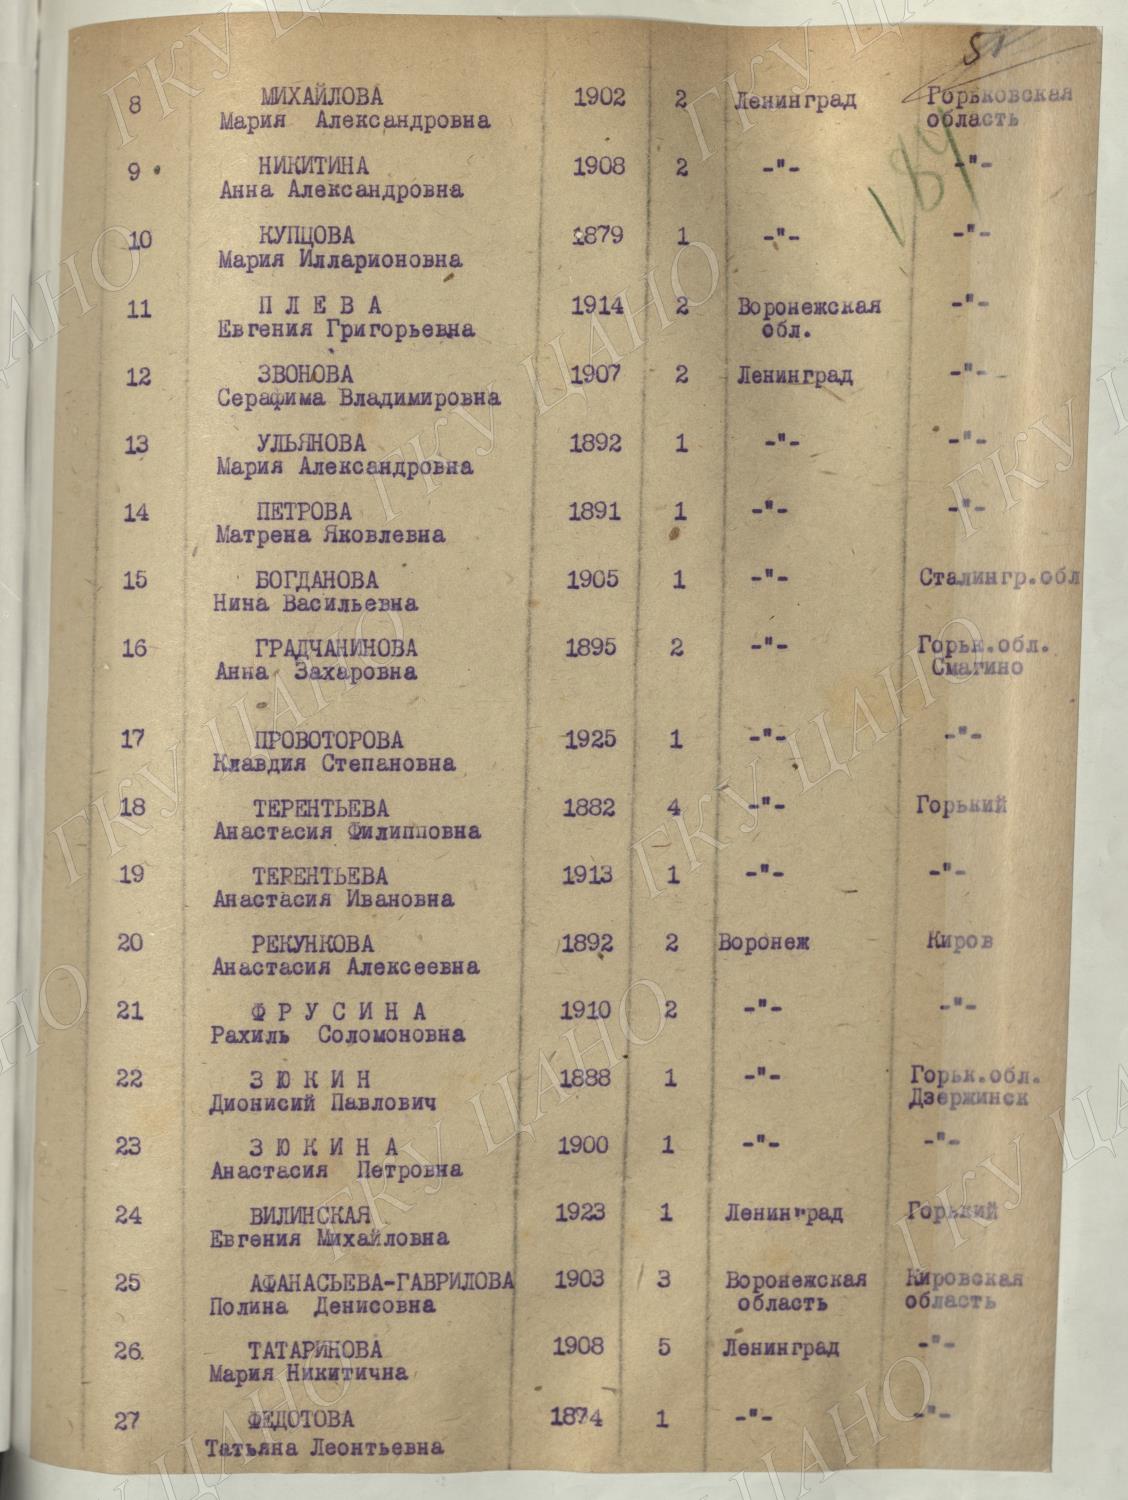 51
184
8 МИХАЙЛОВА 1902 2 Ленинград Горьковская
Мария Александровна область
9 НИКИТИНА 1908 2 -"- -"-
Анна Александровна
10 КУПЦОВА 1879 1 -"- -"-
Мария Илларионовна
11 П Л Е В А 1914 2 Воронежская -"-
Евгения Григорьевна обл.
12 ЗВОНОВА 1907 2 Ленинград -"-
Серафима Владимировна
13 УЛЬЯНОВА 1892 1 -"- -"-
Мария Александровна
14 ПЕТРОВА 1891 1 -"- -"-
Матрена Яковлевна
15 БОГДАНОВА 1905 1 -"- Сталингр.обл
Нина Васильевна
16 ГРАДЧАНИНОВА 1895 2 -"- Горьк.обл.
Анна Захаровна Смагино
17 ПРОВОТОРОВА 1925 1 -"- -"-
Клавдия Степановна
18 ТЕРЕНТЬЕВА 1882 4 -"- Горький
Анастасия Филипповна
19 ТЕРЕНТЬЕВА 1913 1 -"- -"-
Анастасия Ивановна
20 РЕКУНКОВА 1892 2 Воронеж Киров
Анастасия Алексеевна
21 Ф Р У С И Н А 1910 2 -"- -"-
Рахиль Соломоновна
22 З Ю К И Н 1888 1 -"- Горьк.обл.
Дионисий Павлович Дзержинск
23 З Ю К И Н А 1900 1 -"- -"-
Анастасия Петровна
24 ВИЛИНСКАЯ 1923 1 Ленинград Горький
Евгения Михайловна
25 АФАНАСЬЕВА-ГАВРИЛОВА 1903 3 Воронежская Кировская
Полина Денисовна область область
26. ТАТАРИНОВА 1908 5 Ленинград -"-
Мария Никитична
27 ФЕДОТОВА 1874 1 -"- -"-
Татьяна Леонтьевна
ГКУ ЦАНО